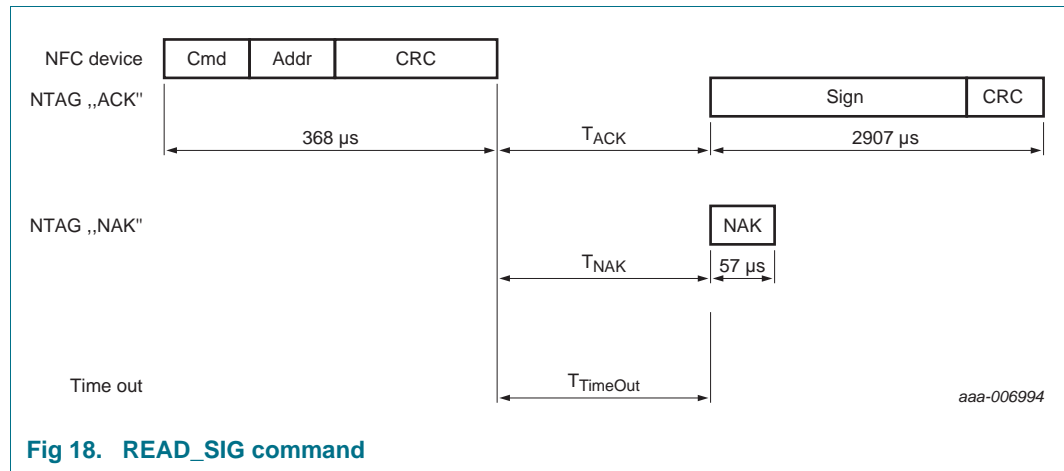 NFC device Cmd Addr CRC
NTAG ,,ACK" Sign CRC
368 µs TACK 2907 µs
NTAG ,,NAK" NAK
TNAK 57 µs
Time out TTimeOut aaa-006994
Fig 18. READ_SIG command